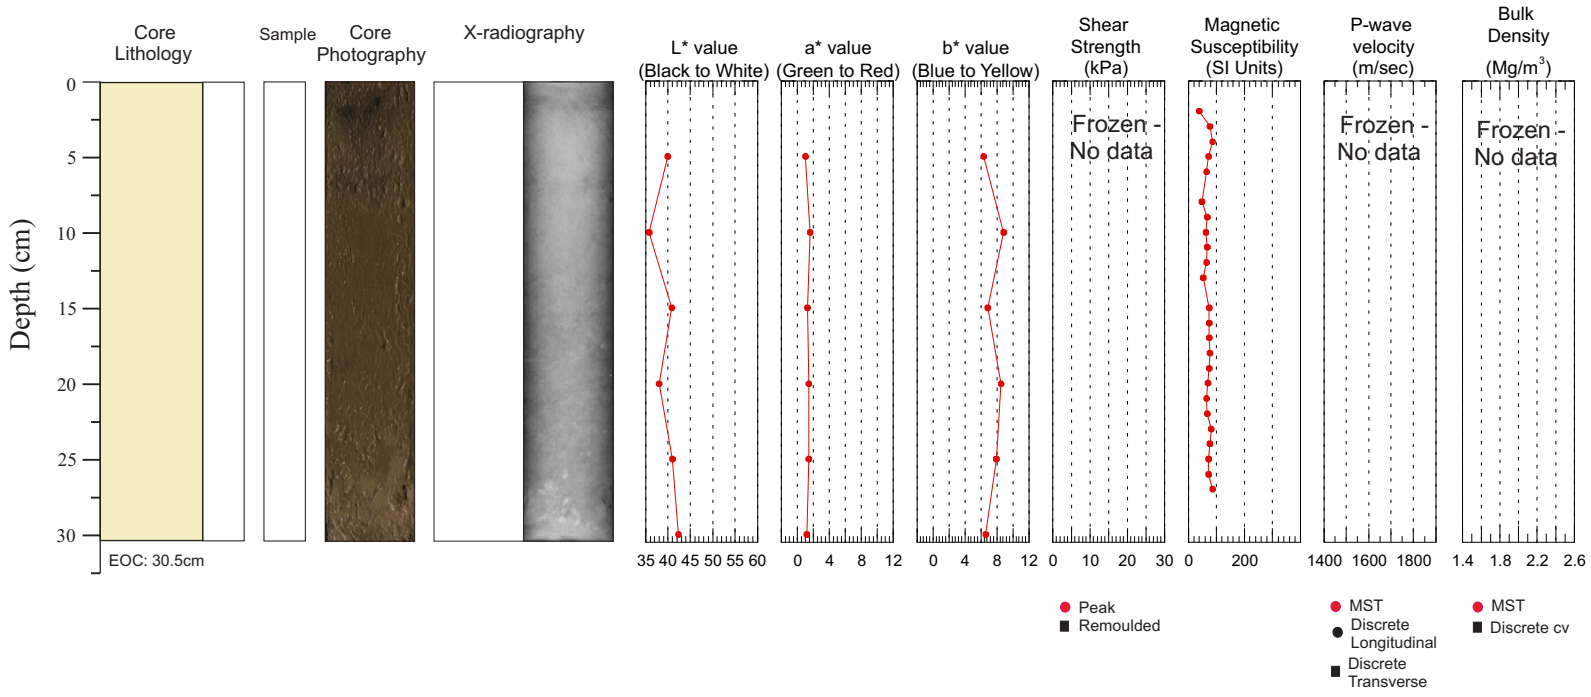 Core
Lithology
Sample
Core
Photography
X-radiography
L* value
(Black to White)
a* value
(Green to Red)
b* value
(Blue to Yellow)
Shear
Strength
(kPa)
Magnetic
Susceptibility
(SI Units)
P-wave
velocity
(m/sec)
Bulk
Density
(Mg/m³)
Depth (cm)
0
5
10
15
20
25
30
Frozen -
No data
Frozen -
No data
Frozen -
No data
EOC: 30.5cm
35 40 45 50 55 60
0 4 8 12
0 4 8 12
0 10 20 30
0 200
1400 1600 1800
1.4 1.8 2.2 2.6
Peak
Remoulded
MST
Discrete
Longitudinal
Discrete
Transverse
MST
Discrete cv